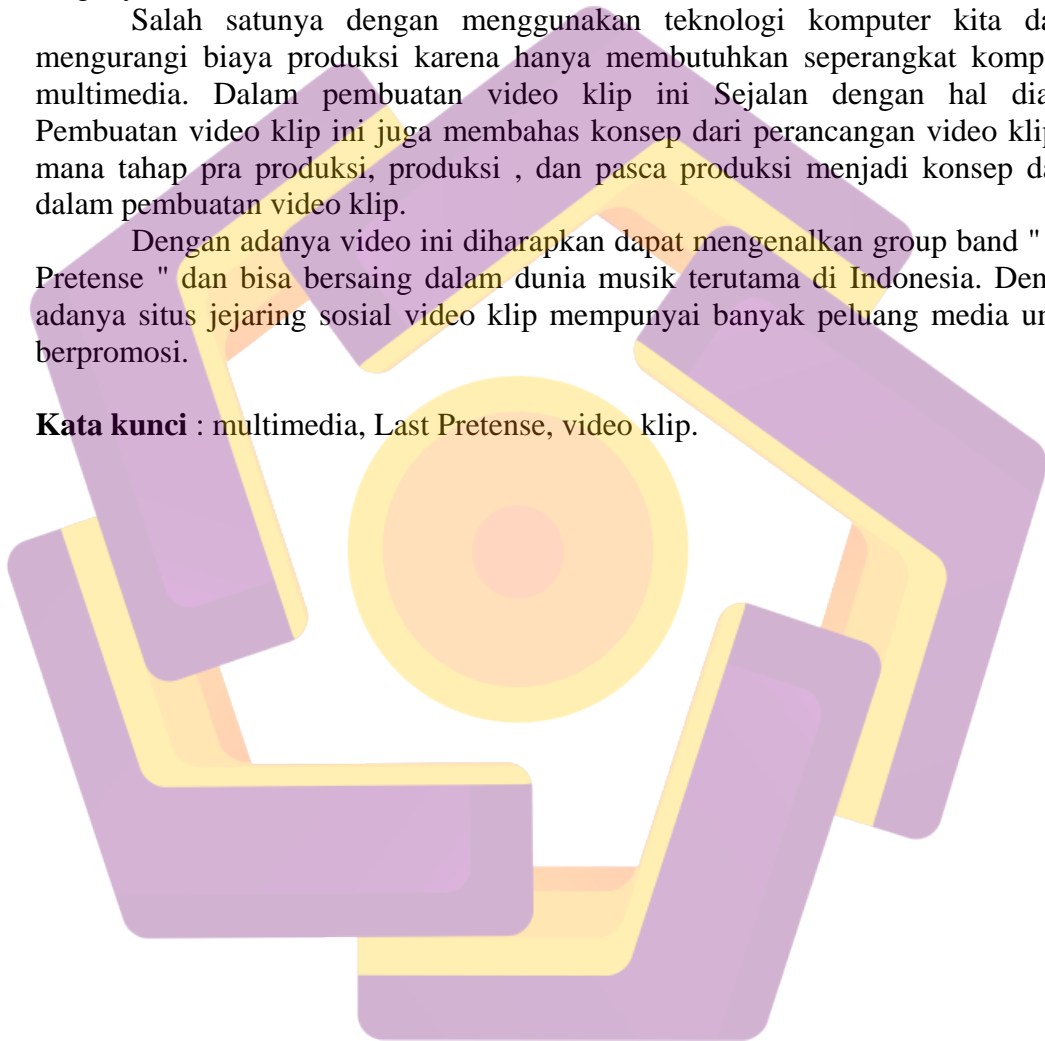 Salah satunya dengan menggunakan teknologi komputer kita da
mengurangi biaya produksi karena hanya membutuhkan seperangkat komp
multimedia. Dalam pembuatan video klip ini Sejalan dengan hal dia
Pembuatan video klip ini juga membahas konsep dari perancangan video klip
mana tahap pra produksi, produksi , dan pasca produksi menjadi konsep da
dalam pembuatan video klip.
Dengan adanya video ini diharapkan dapat mengenalkan group band "
Pretense " dan bisa bersaing dalam dunia musik terutama di Indonesia. Den
adanya situs jejaring sosial video klip mempunyai banyak peluang media un
berpromosi.
Kata kunci : multimedia, Last Pretense, video klip.